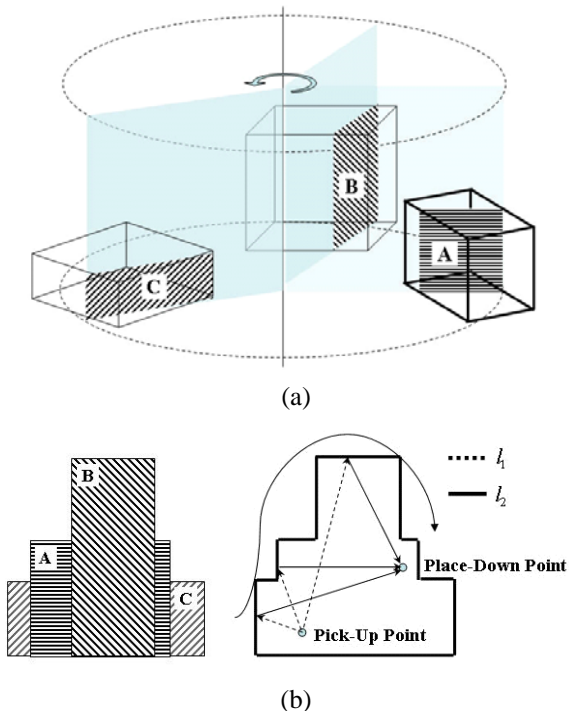 B
A
C
(a)
B
A
C
l₁
l₂
Place-Down Point
Pick-Up Point
(b)